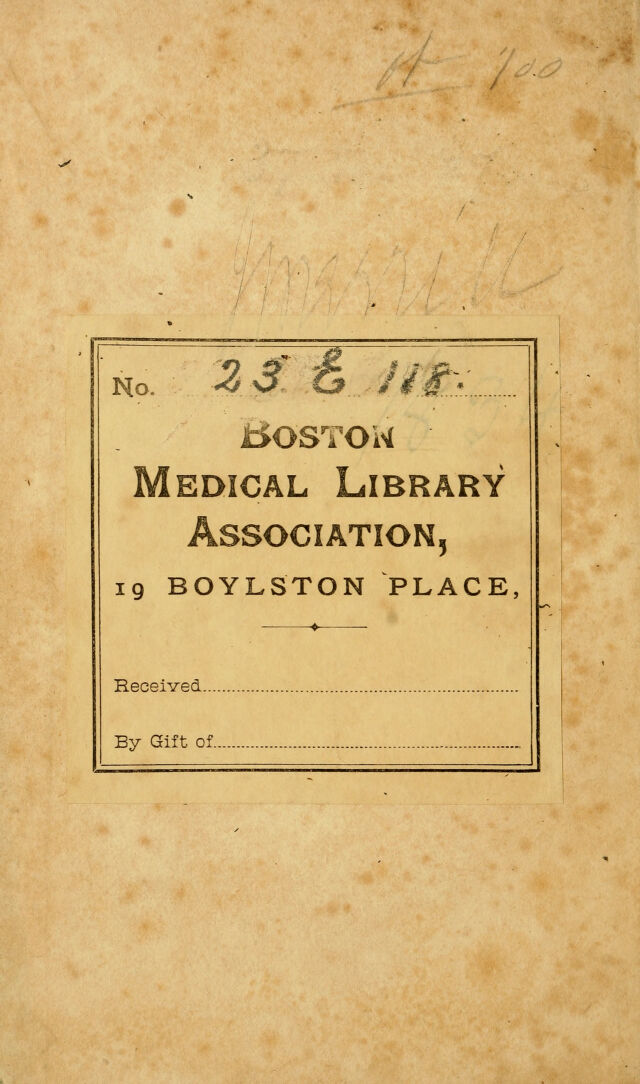 No. 23. E 118.
BOSTON
MEDICAL LIBRARY
ASSOCIATION,
19 BOYLSTON PLACE,
Received
By Gift of